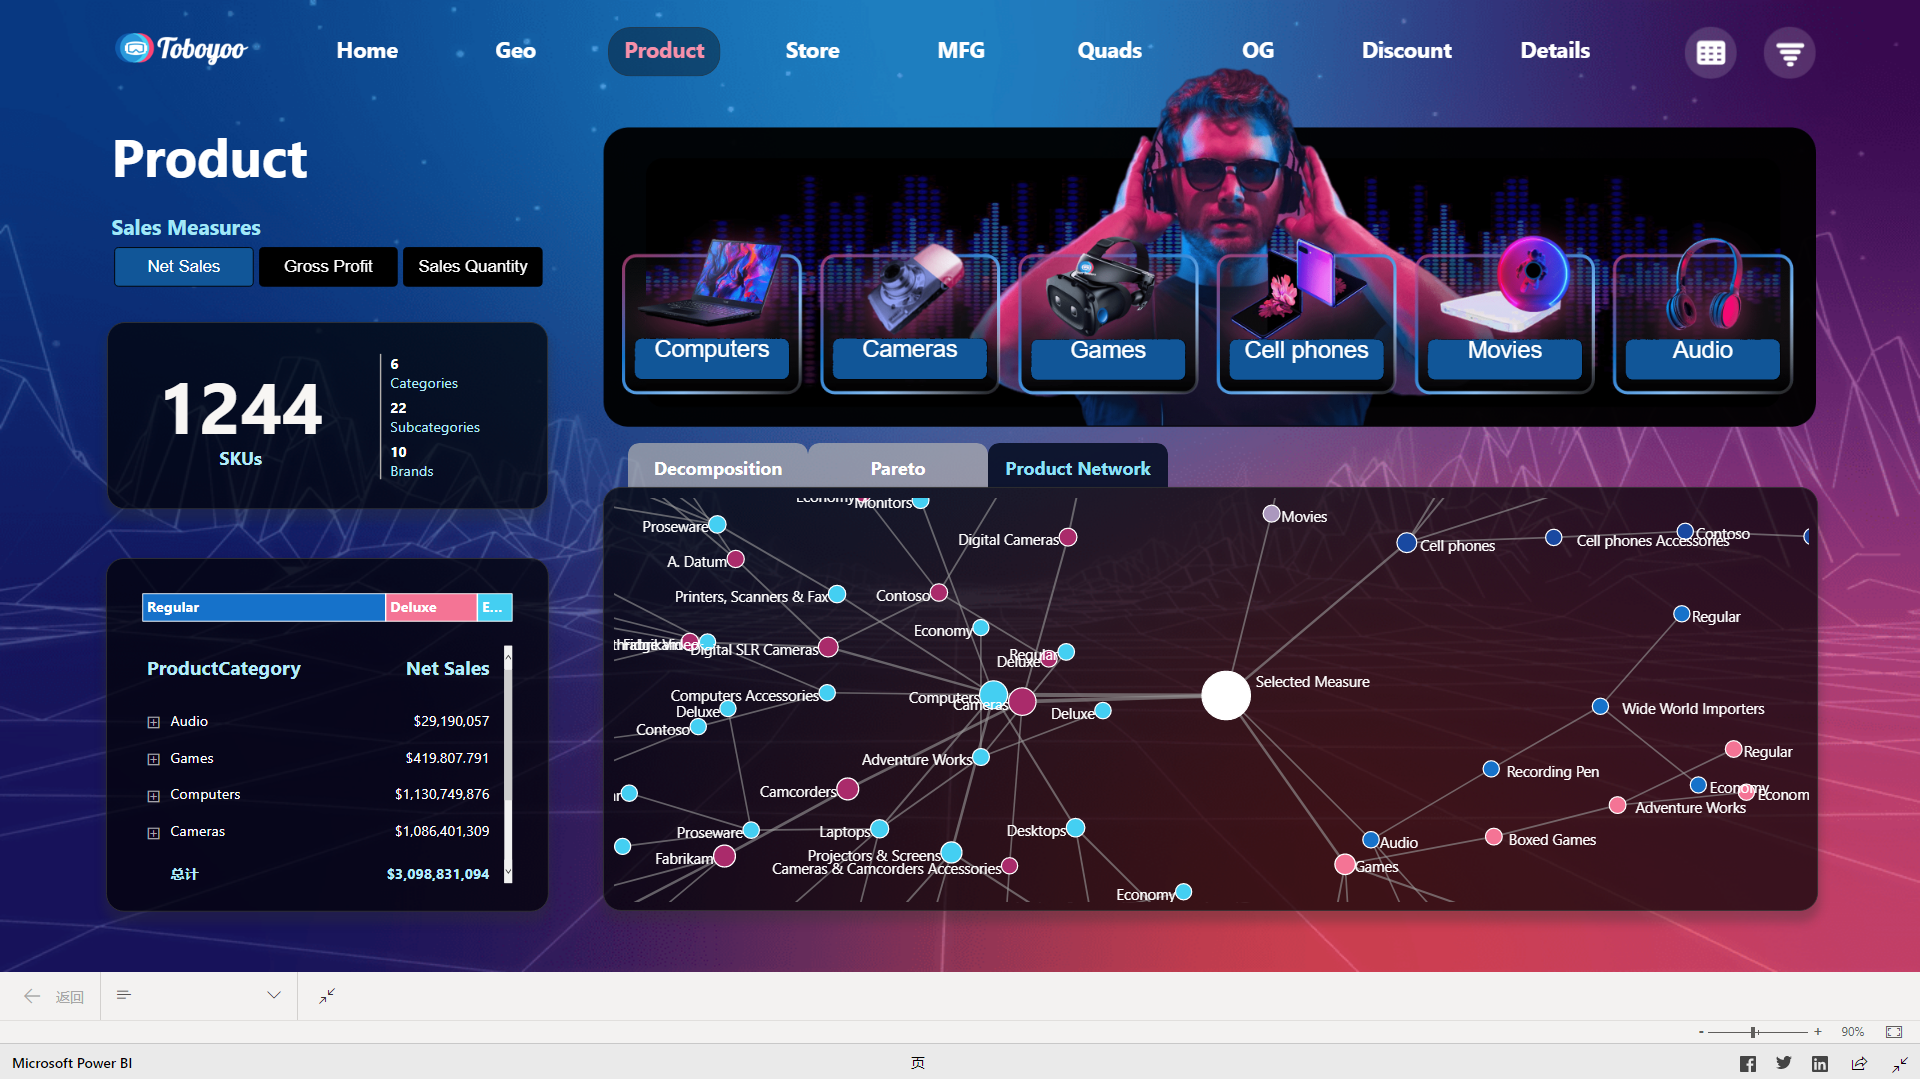 Toboyoo
Home
Geo
Product
Store
MFG
Quads
OG
Discount
Details
Product
Sales Measures
Net Sales
Gross Profit
Sales Quantity
1244
SKUs
6
Categories
22
Subcategories
10
Brands
Computers
Cameras
Games
Cell phones
Movies
Audio
Decomposition
Pareto
Product Network
Regular
Deluxe
E...
ProductCategory
Net Sales
Audio
$29,190,057
Games
$419,807,791
Computers
$1,130,749,876
Cameras
$1,086,401,309
总计
$3,098,831,094
Economy
Monitors
Proseware
A. Datum
Digital Cameras
Printers, Scanners & Fax
Contoso
Economy
Digital SLR Cameras
Regular
Deluxe
Computers Accessories
Deluxe
Contoso
Computers
Cameras
Deluxe
Adventure Works
Camcorders
Proseware
Laptops
Desktops
Fabrikam
Projectors & Screens
Cameras & Camcorders Accessories
Economy
Movies
Cell phones
Cell phones Accessories
Contoso
Regular
Selected Measure
Wide World Importers
Regular
Recording Pen
Economy
Econom
Adventure Works
Boxed Games
Audio
Games
返回
- + 90%
Microsoft Power BI
页